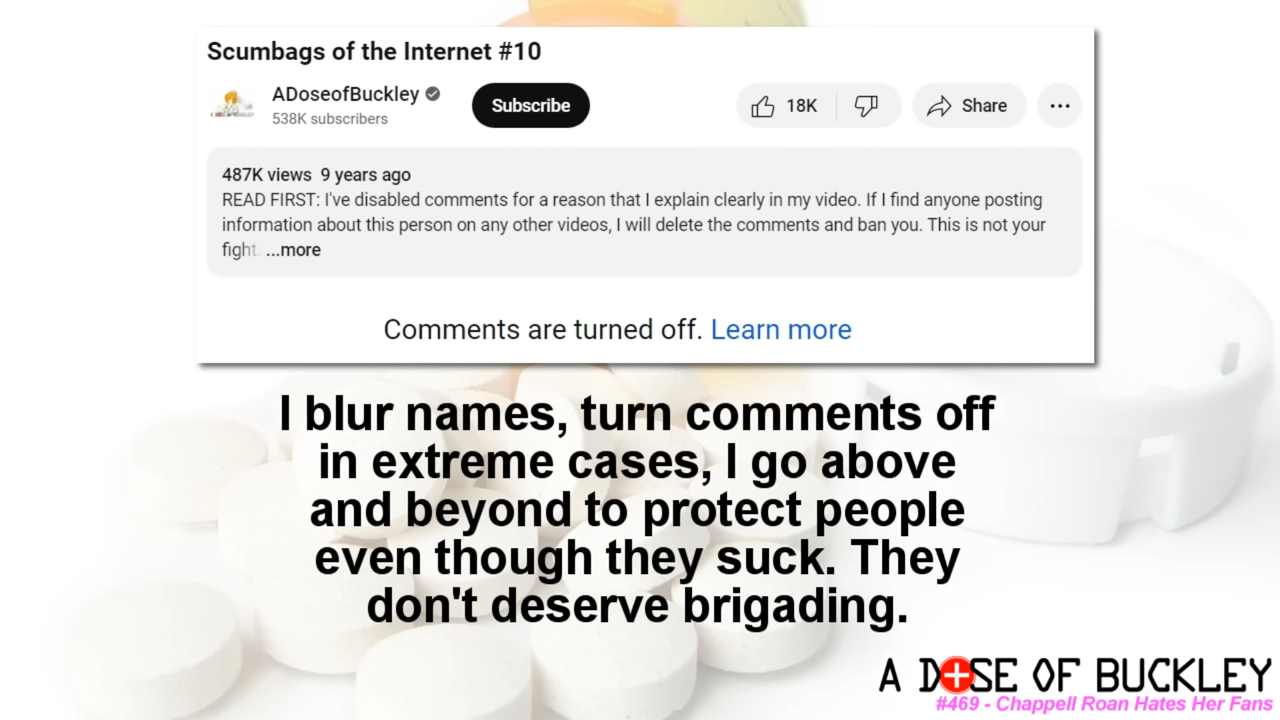 Scumbags of the Internet #10
ADoseofBuckley
538K subscribers
Subscribe
18K
Share
487K views 9 years ago
READ FIRST: I've disabled comments for a reason that I explain clearly in my video. If I find anyone posting
information about this person on any other videos, I will delete the comments and ban you. This is not your
fight. ...more
Comments are turned off. Learn more
I blur names, turn comments off
in extreme cases, I go above
and beyond to protect people
even though they suck. They
don't deserve brigading.
A DOSE OF BUCKLEY
#469 - Chappell Roan Hates Her Fans